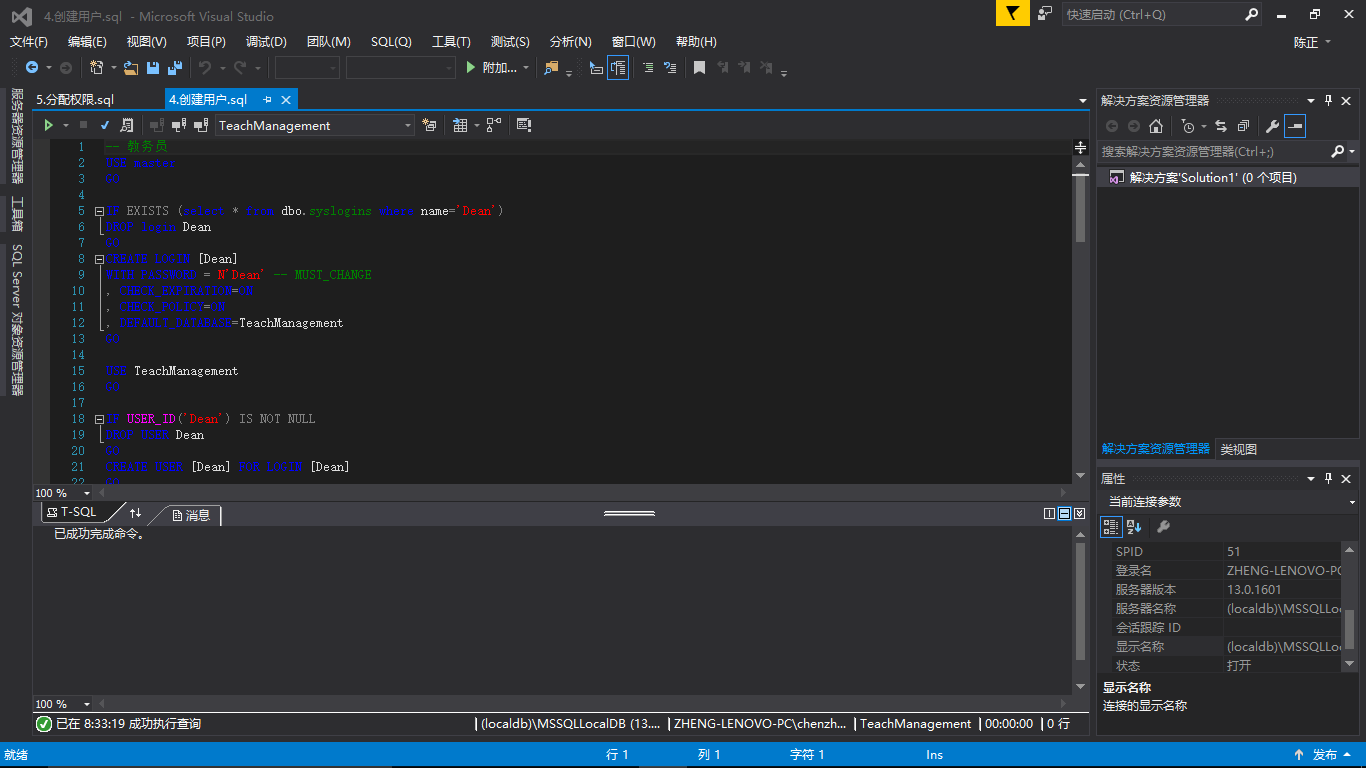 4.创建用户.sql - Microsoft Visual Studio
快速启动 (Ctrl+Q)
文件(F) 编辑(E) 视图(V) 项目(P) 调试(D) 团队(M) SQL(Q) 工具(T) 测试(S) 分析(N) 窗口(W) 帮助(H)
陈正
附加...
服务器资源管理器
工具箱
SQL Server 对象资源管理器
5.分配权限.sql 4.创建用户.sql
TeachManagement
1 -- 教务员
2 USE master
3 GO
4
5 IF EXISTS (select * from dbo.syslogins where name='Dean')
6 DROP login Dean
7 GO
8 CREATE LOGIN [Dean]
9 WITH PASSWORD = N'Dean' -- MUST_CHANGE
10 , CHECK_EXPIRATION=ON
11 , CHECK_POLICY=ON
12 , DEFAULT_DATABASE=TeachManagement
13 GO
14
15 USE TeachManagement
16 GO
17
18 IF USER_ID('Dean') IS NOT NULL
19 DROP USER Dean
20 GO
21 CREATE USER [Dean] FOR LOGIN [Dean]
22 GO
100 %
T-SQL 消息
已成功完成命令。
100 %
已在 8:33:19 成功执行查询 (localdb)\MSSQLLocalDB (13.... ZHENG-LENOVO-PC\chenzh... TeachManagement 00:00:00 0 行
解决方案资源管理器
搜索解决方案资源管理器(Ctrl+;)
解决方案'Solution1' (0 个项目)
解决方案资源管理器 类视图
属性
当前连接参数
SPID 51
登录名 ZHENG-LENOVO-PC
服务器版本 13.0.1601
服务器名称 (localdb)\MSSQLLoc
会话跟踪 ID
显示名称 (localdb)\MSSQLLoc
状态 打开
显示名称
连接的显示名称
就绪 行 1 列 1 字符 1 Ins 发布